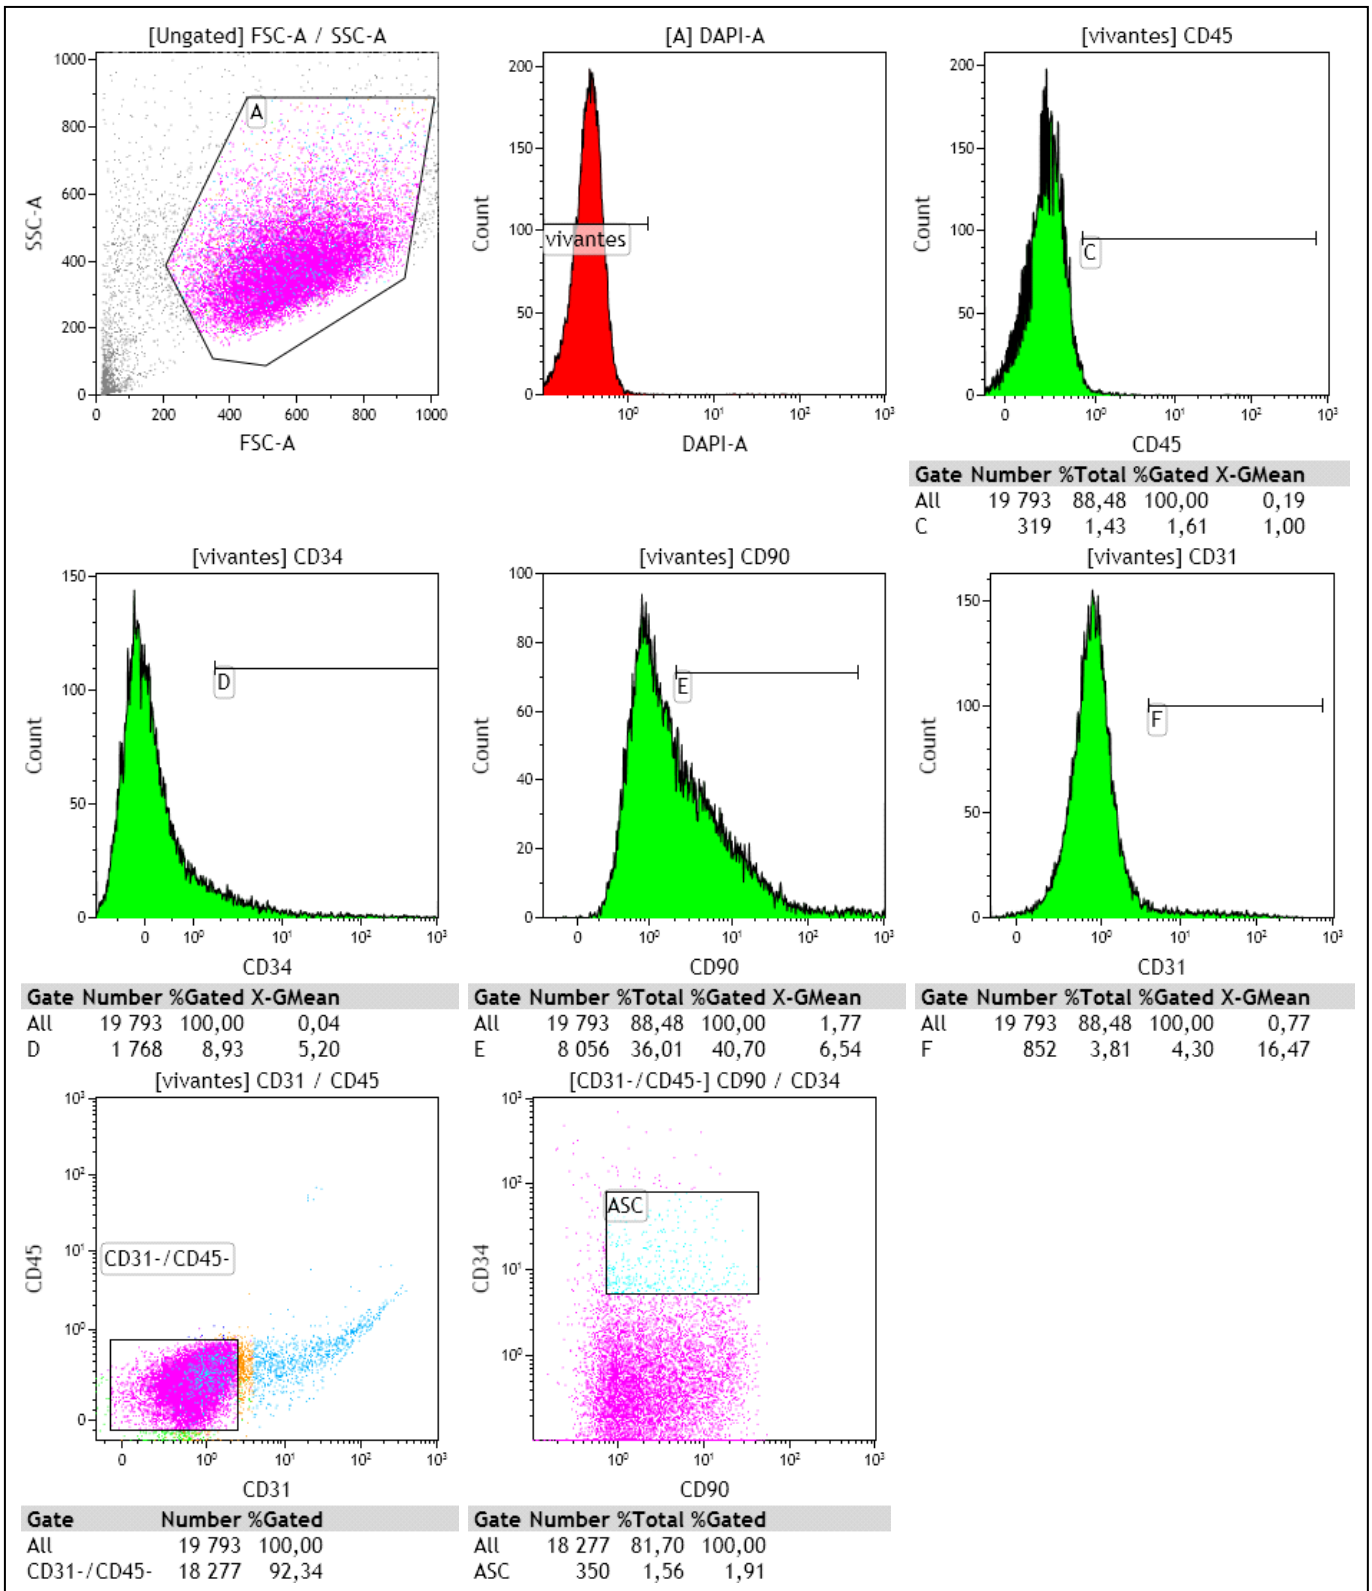 [Ungated] FSC-A / SSC-A
1000
800
600
400
200
0
SSC-A
A
0 200 400 600 800 1000
FSC-A
[A] DAPI-A
200
150
100
50
0
Count
vivantes
10⁰ 10¹ 10² 10³
DAPI-A
[vivantes] CD45
200
150
100
50
0
Count
C
0 10⁰ 10¹ 10² 10³
CD45
Gate Number %Total %Gated X-GMean
All 19 793 88,48 100,00 0,19
C 319 1,43 1,61 1,00
[vivantes] CD34
150
100
50
0
Count
D
0 10⁰ 10¹ 10² 10³
CD34
Gate Number %Gated X-GMean
All 19 793 100,00 0,04
D 1 768 8,93 5,20
[vivantes] CD90
100
80
60
40
20
0
Count
E
0 10⁰ 10¹ 10² 10³
CD90
Gate Number %Total %Gated X-GMean
All 19 793 88,48 100,00 1,77
E 8 056 36,01 40,70 6,54
[vivantes] CD31
150
100
50
0
Count
F
0 10⁰ 10¹ 10² 10³
CD31
Gate Number %Total %Gated X-GMean
All 19 793 88,48 100,00 0,77
F 852 3,81 4,30 16,47
[vivantes] CD31 / CD45
10³
10²
10¹
10⁰
0
CD45
CD31-/CD45-
0 10⁰ 10¹ 10² 10³
CD31
Gate Number %Gated
All 19 793 100,00
CD31-/CD45- 18 277 92,34
[CD31-/CD45-] CD90 / CD34
10³
10²
10¹
10⁰
CD34
ASC
10⁰ 10¹ 10² 10³
CD90
Gate Number %Total %Gated
All 18 277 81,70 100,00
ASC 350 1,56 1,91